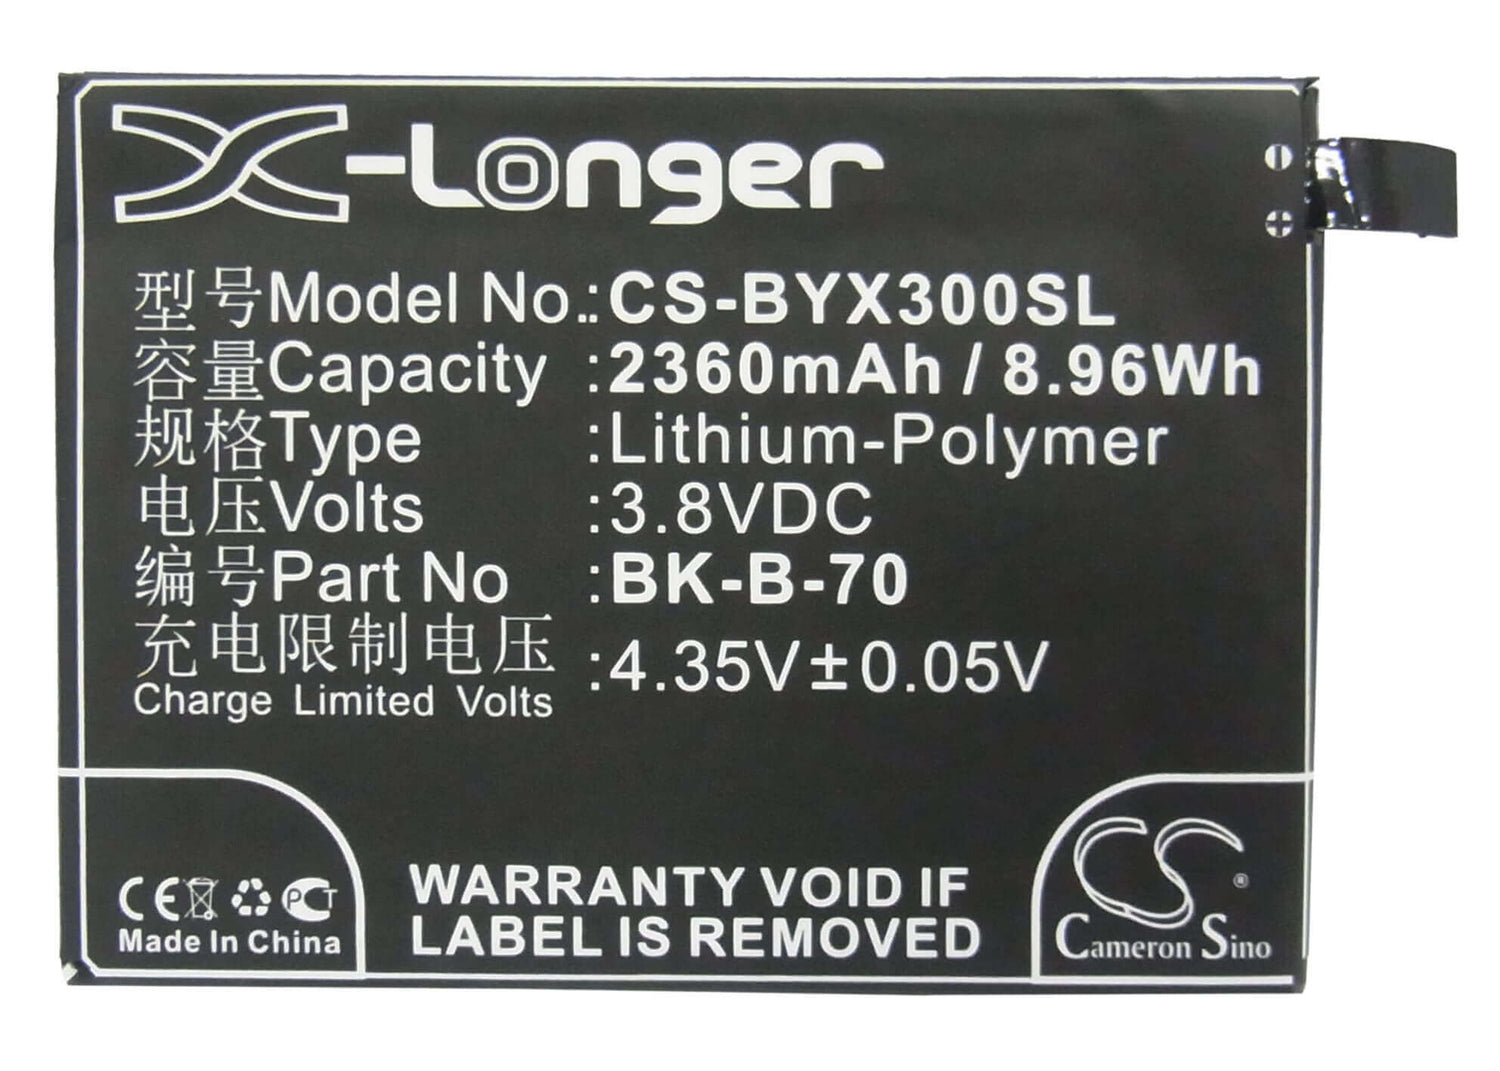 X-Longer
型号Model No.:CS-BYX300SL
容量Capacity :2360mAh / 8.96Wh
规格Type :Lithium-Polymer
电压Volts :3.8VDC
编号Part No :BK-B-70
充电限制电压 :4.35V±0.05V
Charge Limited Volts
CE PCT
Made In China
WARRANTY VOID IF
LABEL IS REMOVED
CS®
Cameron Sino